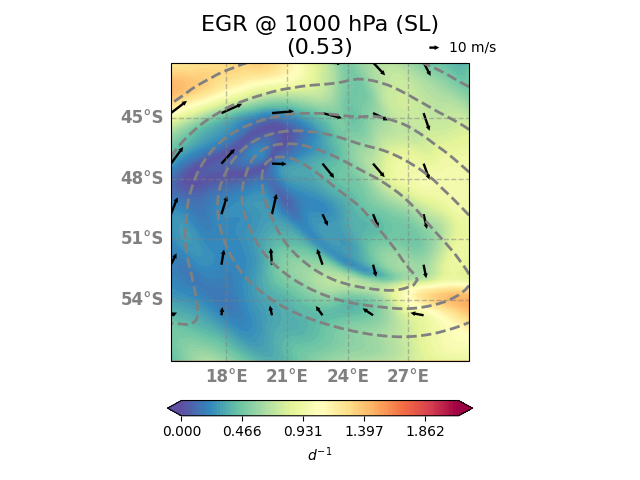 EGR @ 1000 hPa (SL)
(0.53)
10 m/s
45°S
48°S
51°S
54°S
18°E 21°E 24°E 27°E
0.000 0.466 0.931 1.397 1.862
d⁻¹